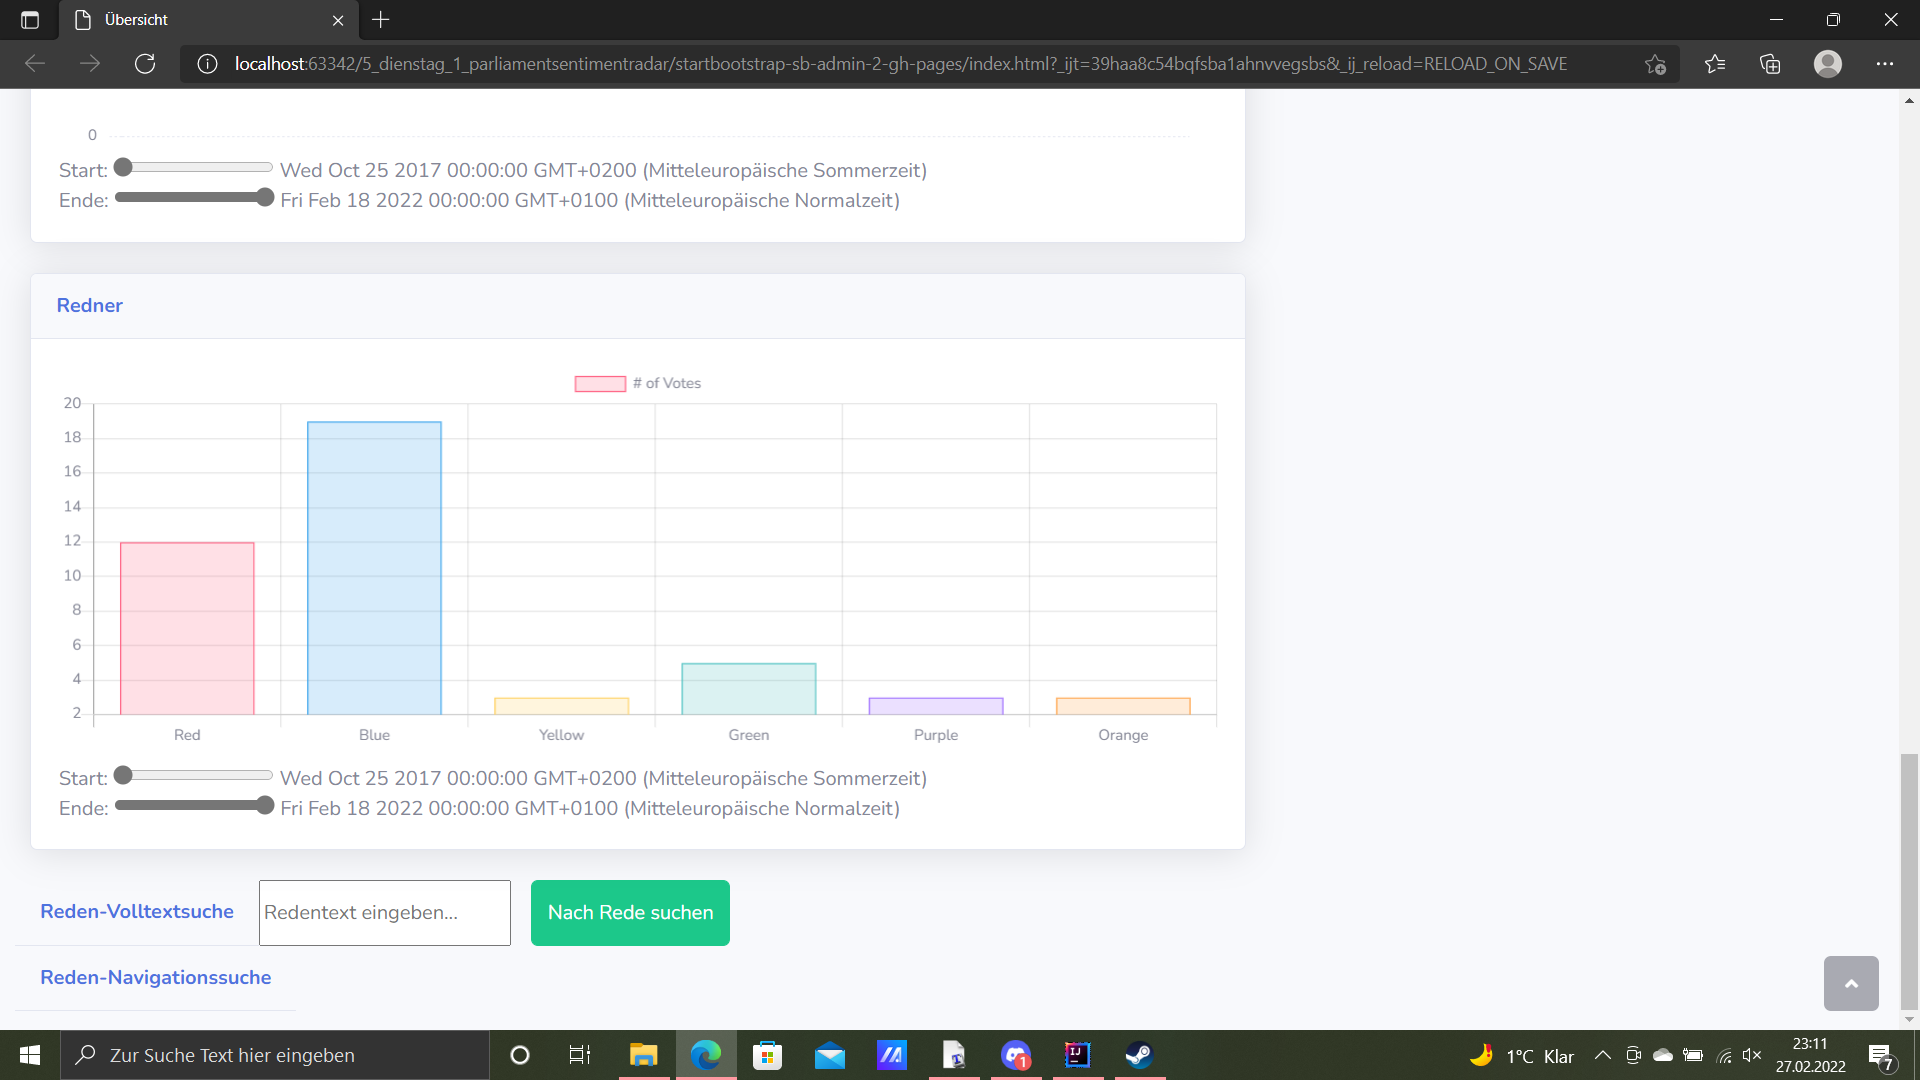 Übersicht
localhost:63342/5_dienstag_1_parliamentsentimentradar/startbootstrap-sb-admin-2-gh-pages/index.html?_ijt=39haa8c54bqfsba1ahnvvegsbs&_ij_reload=RELOAD_ON_SAVE
0
Start: Wed Oct 25 2017 00:00:00 GMT+0200 (Mitteleuropäische Sommerzeit)
Ende: Fri Feb 18 2022 00:00:00 GMT+0100 (Mitteleuropäische Normalzeit)
Redner
# of Votes
20
18
16
14
12
10
8
6
4
2
Red Blue Yellow Green Purple Orange
Start: Wed Oct 25 2017 00:00:00 GMT+0200 (Mitteleuropäische Sommerzeit)
Ende: Fri Feb 18 2022 00:00:00 GMT+0100 (Mitteleuropäische Normalzeit)
Reden-Volltextsuche Redentext eingeben... Nach Rede suchen
Reden-Navigationssuche
Zur Suche Text hier eingeben
1
IJ
1°C Klar
23:11
27.02.2022
7